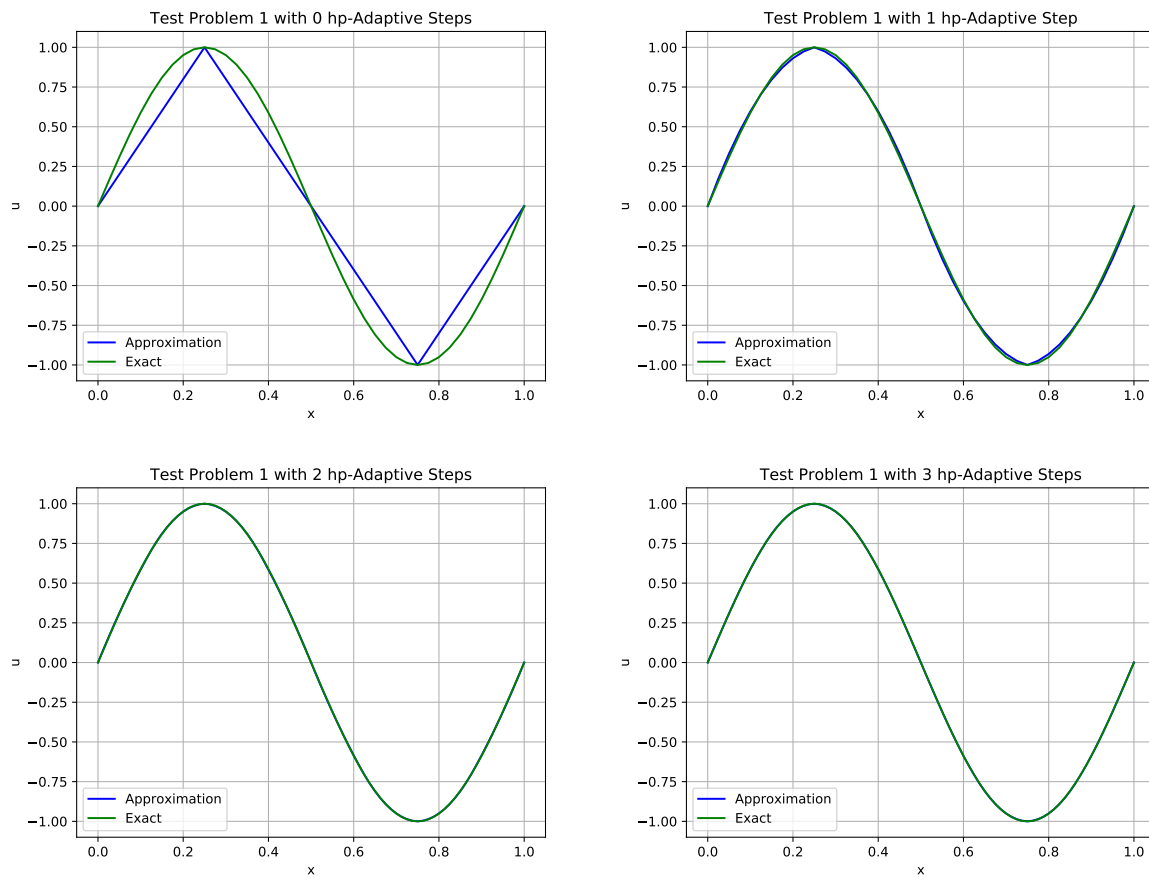 Test Problem 1 with 0 hp-Adaptive Steps
1.00
0.75
0.50
0.25
0.00
−0.25
−0.50
−0.75
−1.00
u
Approximation
Exact
0.0 0.2 0.4 0.6 0.8 1.0
x
Test Problem 1 with 1 hp-Adaptive Step
1.00
0.75
0.50
0.25
0.00
−0.25
−0.50
−0.75
−1.00
u
Approximation
Exact
0.0 0.2 0.4 0.6 0.8 1.0
x
Test Problem 1 with 2 hp-Adaptive Steps
1.00
0.75
0.50
0.25
0.00
−0.25
−0.50
−0.75
−1.00
u
Approximation
Exact
0.0 0.2 0.4 0.6 0.8 1.0
x
Test Problem 1 with 3 hp-Adaptive Steps
1.00
0.75
0.50
0.25
0.00
−0.25
−0.50
−0.75
−1.00
u
Approximation
Exact
0.0 0.2 0.4 0.6 0.8 1.0
x